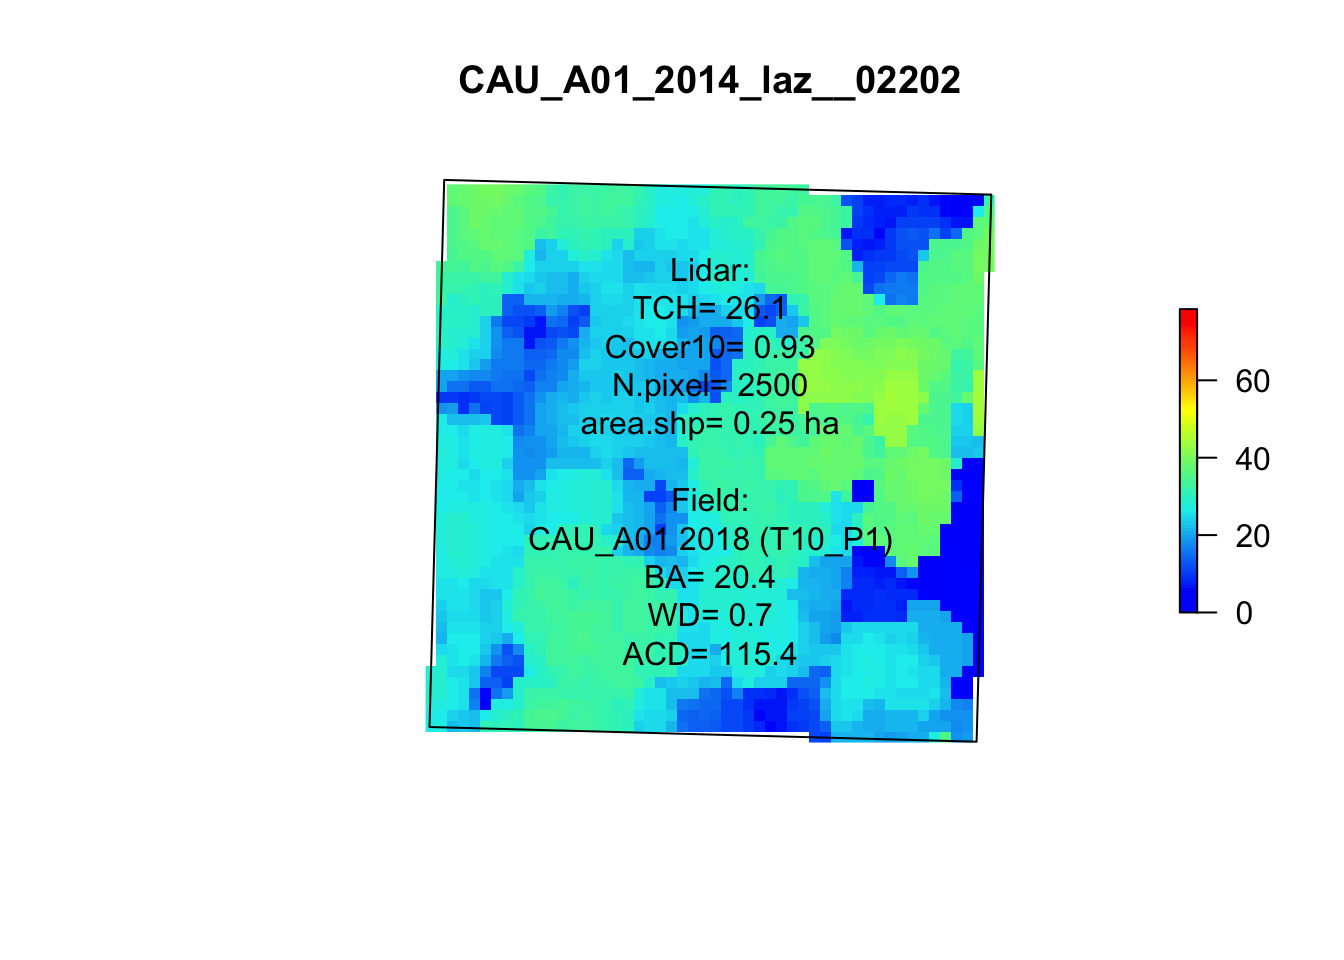 CAU_A01_2014_laz__02202
Lidar:
TCH= 26.1
Cover10= 0.93
N.pixel= 2500
area.shp= 0.25 ha
Field:
CAU_A01 2018 (T10_P1)
BA= 20.4
WD= 0.7
ACD= 115.4
60
40
20
0